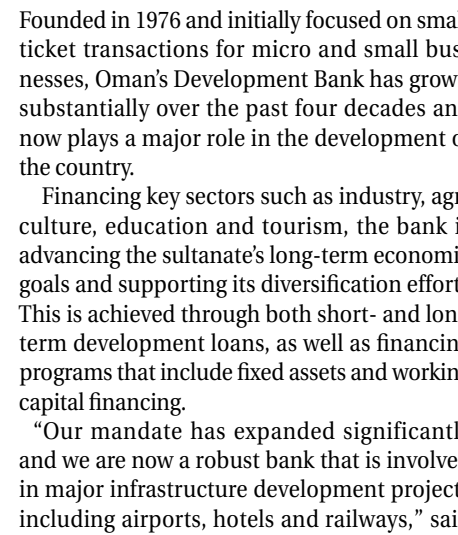 Founded in 1976 and initially focused on smal
ticket transactions for micro and small bus
nesses, Oman’s Development Bank has grow
substantially over the past four decades an
now plays a major role in the development o
the country.
Financing key sectors such as industry, agr
culture, education and tourism, the bank i
advancing the sultanate’s long-term economi
goals and supporting its diversification effort
This is achieved through both short- and lon
term development loans, as well as financin
programs that include fixed assets and workin
capital financing.
“Our mandate has expanded significantl
and we are now a robust bank that is involve
in major infrastructure development project
including airports, hotels and railways,” sai